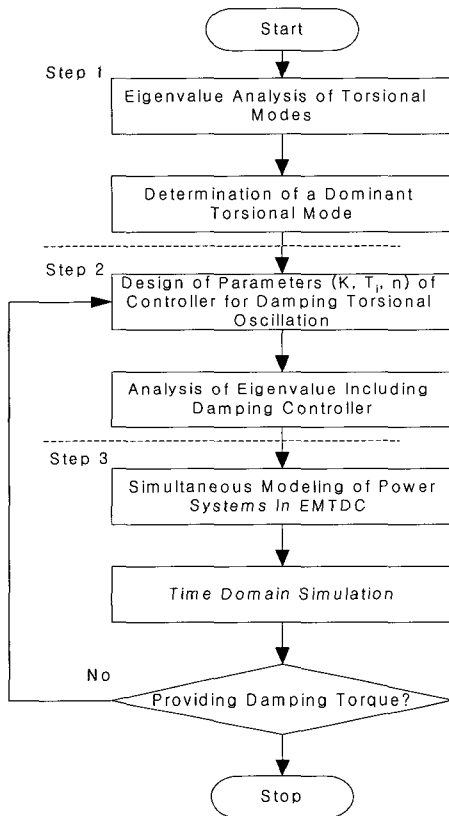 Start
Step 1
Eigenvalue Analysis of Torsional
Modes
Determination of a Dominant
Torsional Mode
Step 2
Design of Parameters (K, Ti, n) of
Controller for Damping Torsional
Oscillation
Analysis of Eigenvalue Including
Damping Controller
Step 3
Simultaneous Modeling of Power
Systems In EMTDC
Time Domain Simulation
No
Providing Damping Torque?
Stop